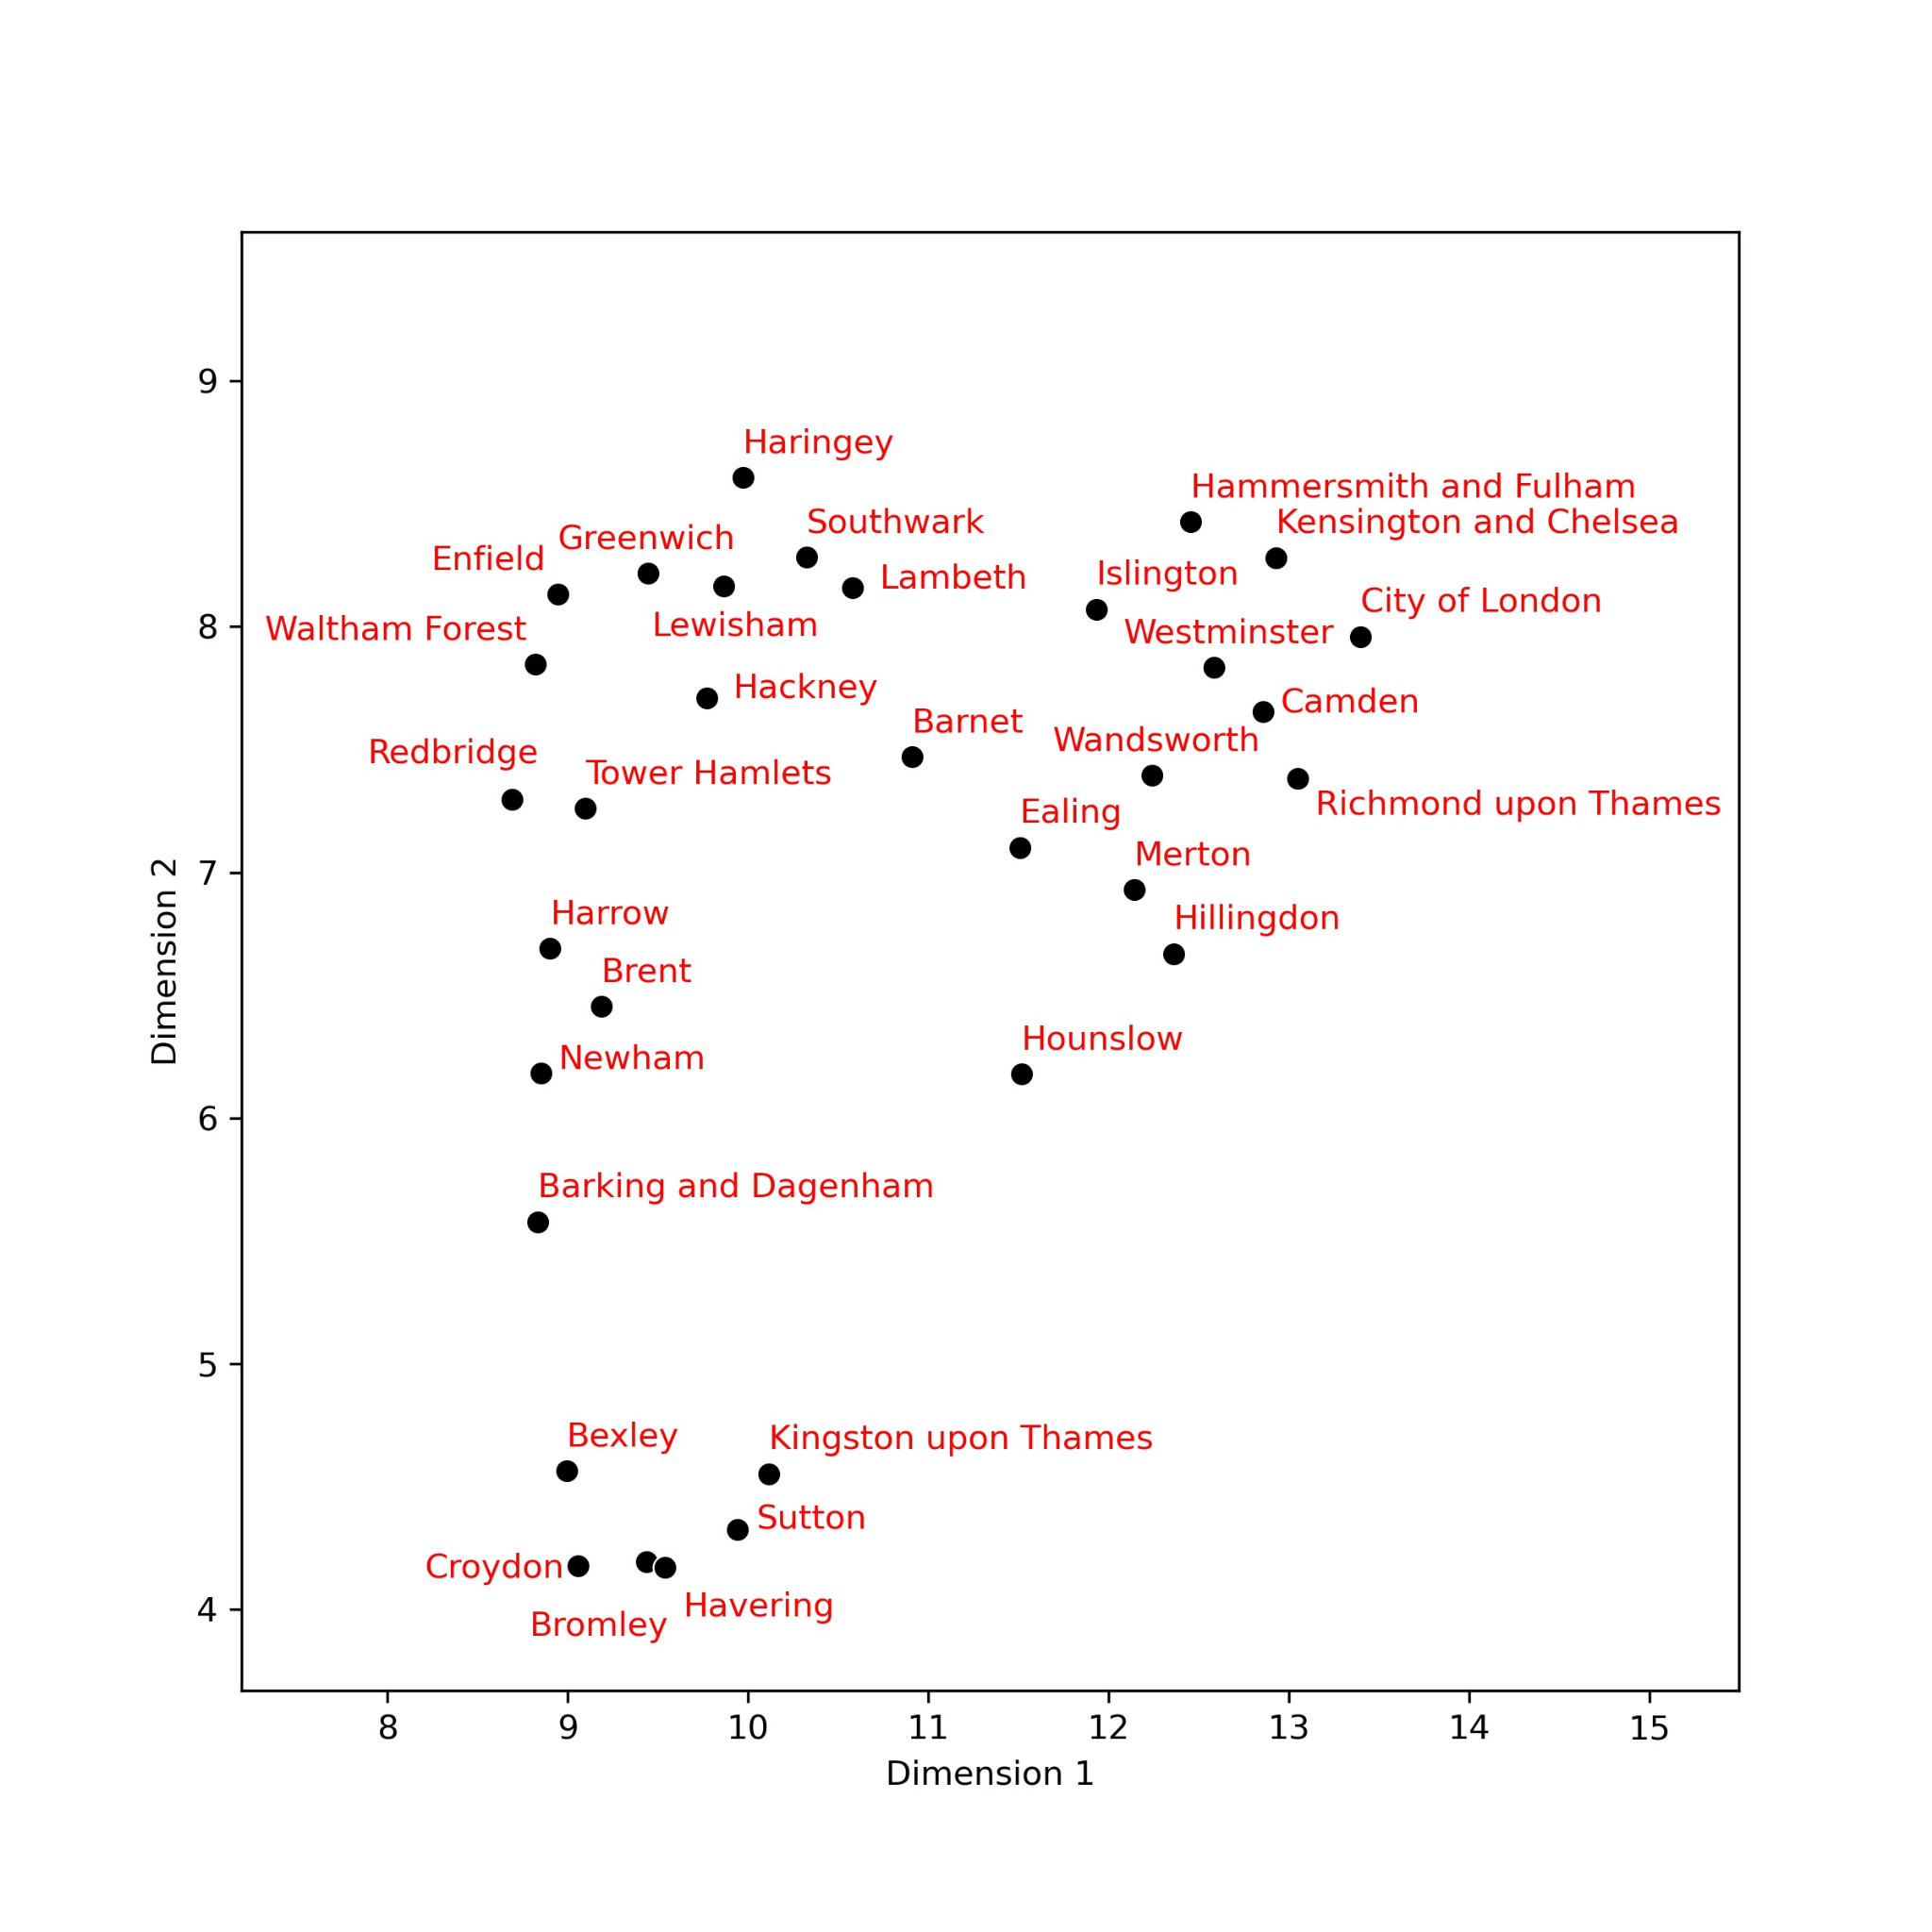 9
Haringey
Hammersmith and Fulham
Southwark
Kensington and Chelsea
Greenwich
Enfield
Islington
Lambeth
City of London
8
Waltham Forest
Lewisham
Westminster
Hackney
Camden
Barnet
Wandsworth
Redbridge
Tower Hamlets
Richmond upon Thames
Ealing
Merton
7
Harrow
Hillingdon
Brent
Dimension 2
Hounslow
Newham
6
Barking and Dagenham
5
Bexley
Kingston upon Thames
Sutton
Croydon
Havering
4
Bromley
8 9 10 11 12 13 14 15
Dimension 1